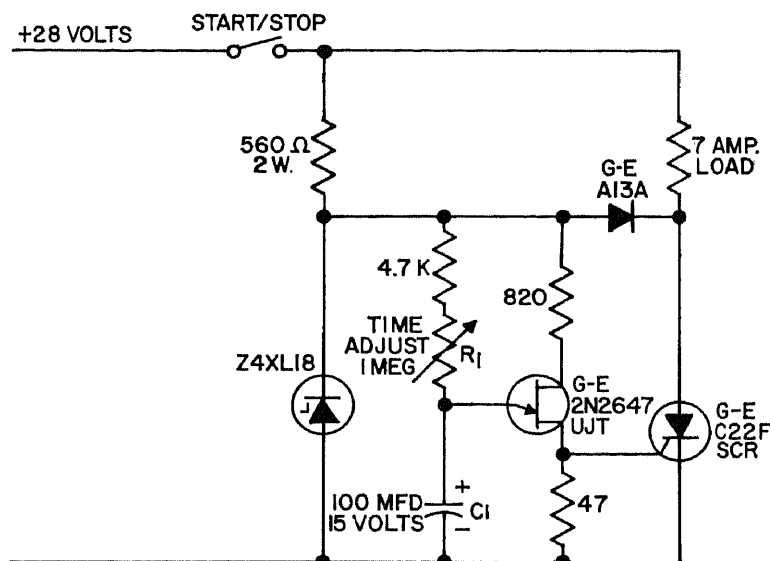 START/STOP
+28 VOLTS
560 Ω
2W.
7 AMP.
LOAD
G-E
A13A
4.7 K
820
TIME
ADJUST
1 MEG
R1
Z4XL18
G-E
2N2647
UJT
G-E
C22F
SCR
+
100 MFD
15 VOLTS
C1
−
47